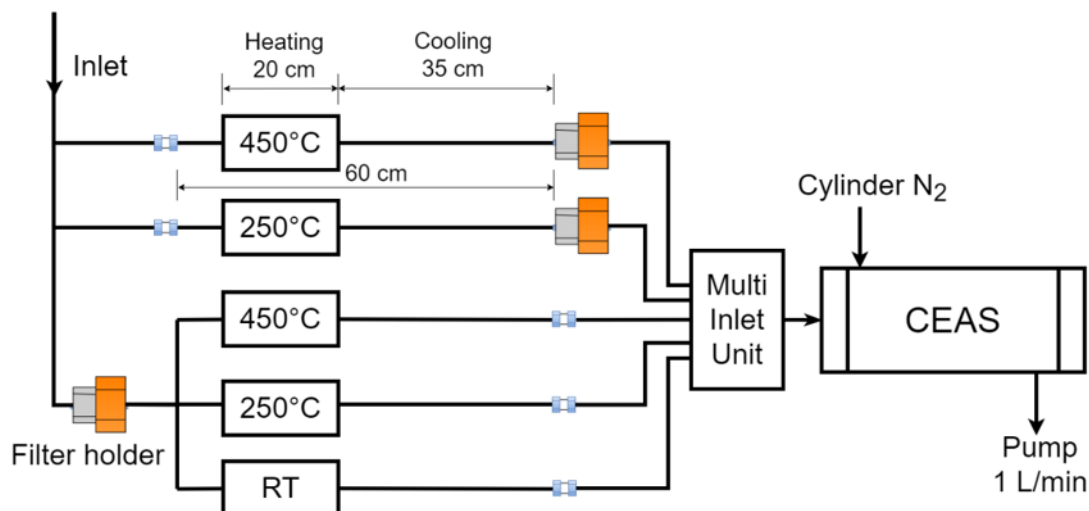 Inlet
Heating
20 cm
Cooling
35 cm
450°C
60 cm
250°C
450°C
250°C
RT
Filter holder
Multi
Inlet
Unit
Cylinder N₂
CEAS
Pump
1 L/min